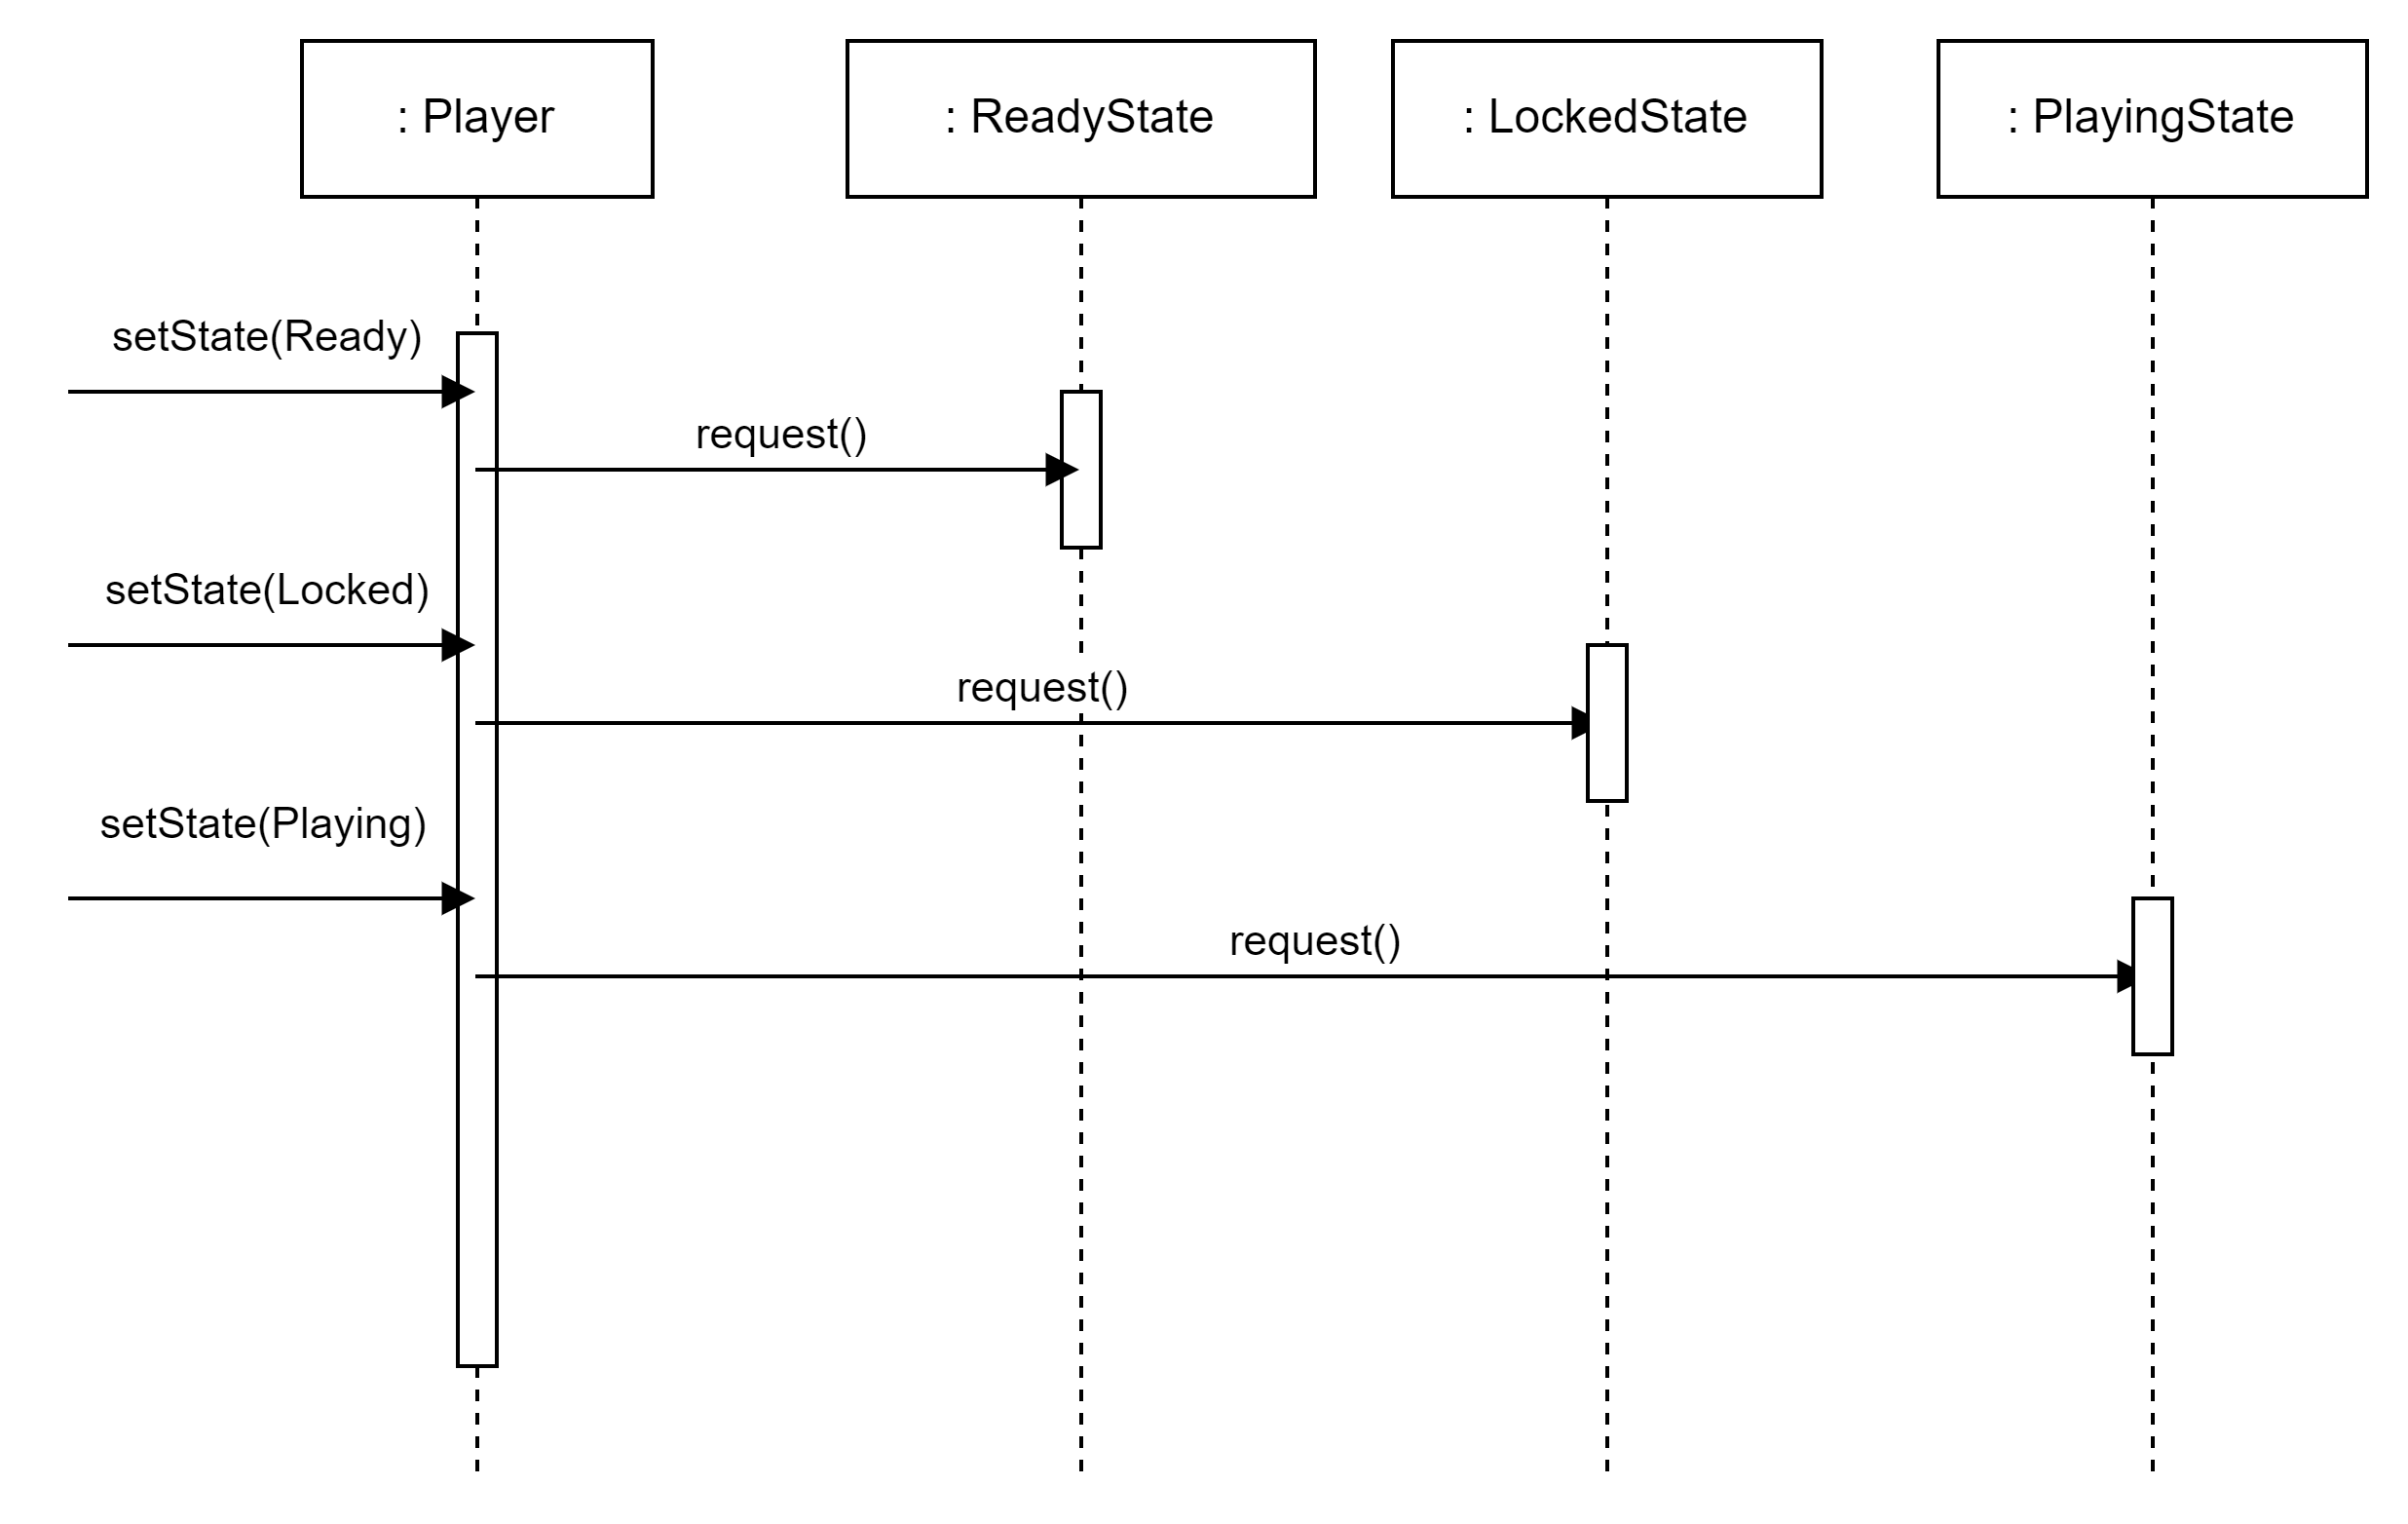 : Player
: ReadyState
: LockedState
: PlayingState
setState(Ready)
request()
setState(Locked)
request()
setState(Playing)
request()